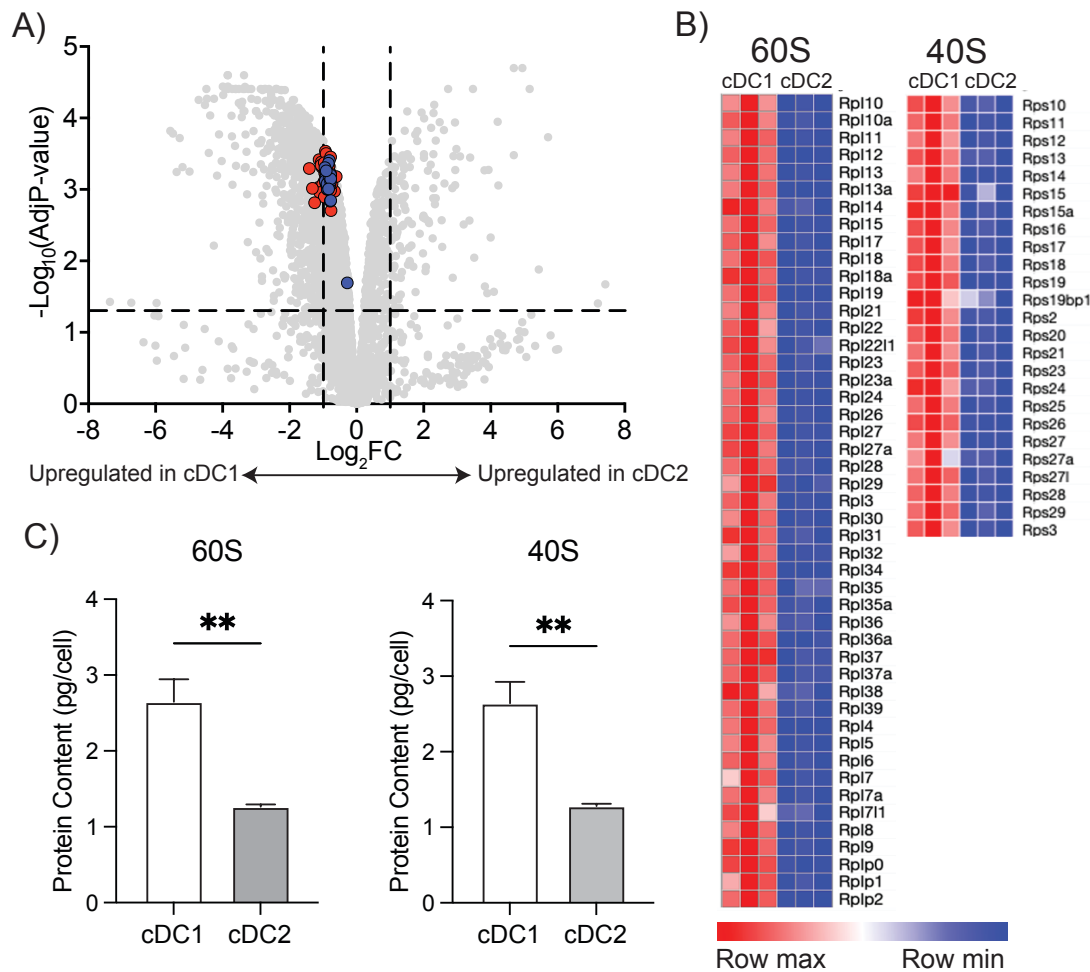 A)
5
4
3
2
1
0
-Log10(AdjP-value)
-8 -6 -4 -2 0 2 4 6 8
Log2FC
Upregulated in cDC1 Upregulated in cDC2
B)
60S
cDC1 cDC2
Rpl10
Rpl10a
Rpl11
Rpl12
Rpl13
Rpl13a
Rpl14
Rpl15
Rpl17
Rpl18
Rpl18a
Rpl19
Rpl21
Rpl22
Rpl22l1
Rpl23
Rpl23a
Rpl24
Rpl26
Rpl27
Rpl27a
Rpl28
Rpl29
Rpl3
Rpl30
Rpl31
Rpl32
Rpl34
Rpl35
Rpl35a
Rpl36
Rpl36a
Rpl37
Rpl37a
Rpl38
Rpl39
Rpl4
Rpl5
Rpl6
Rpl7
Rpl7a
Rpl7l1
Rpl8
Rpl9
Rplp0
Rplp1
Rplp2
40S
cDC1 cDC2
Rps10
Rps11
Rps12
Rps13
Rps14
Rps15
Rps15a
Rps16
Rps17
Rps18
Rps19
Rps19bp1
Rps2
Rps20
Rps21
Rps23
Rps24
Rps25
Rps26
Rps27
Rps27a
Rps27l
Rps28
Rps29
Rps3
Row max Row min
C)
60S
4
3
2
1
0
Protein Content (pg/cell)
**
cDC1 cDC2
40S
4
3
2
1
0
Protein Content (pg/cell)
**
cDC1 cDC2